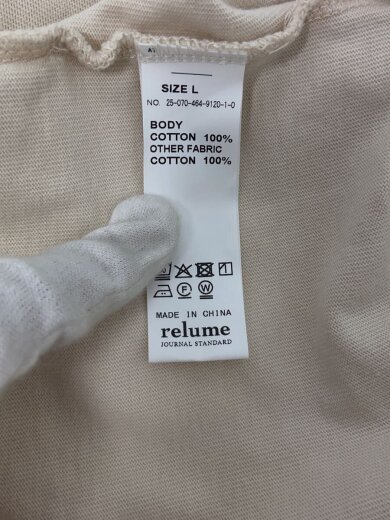 SIZE L
NO. 25-070-464-9120-1-0
BODY
COTTON 100%
OTHER FABRIC
COTTON 100%
F W
MADE IN CHINA
relume
JOURNAL STANDARD